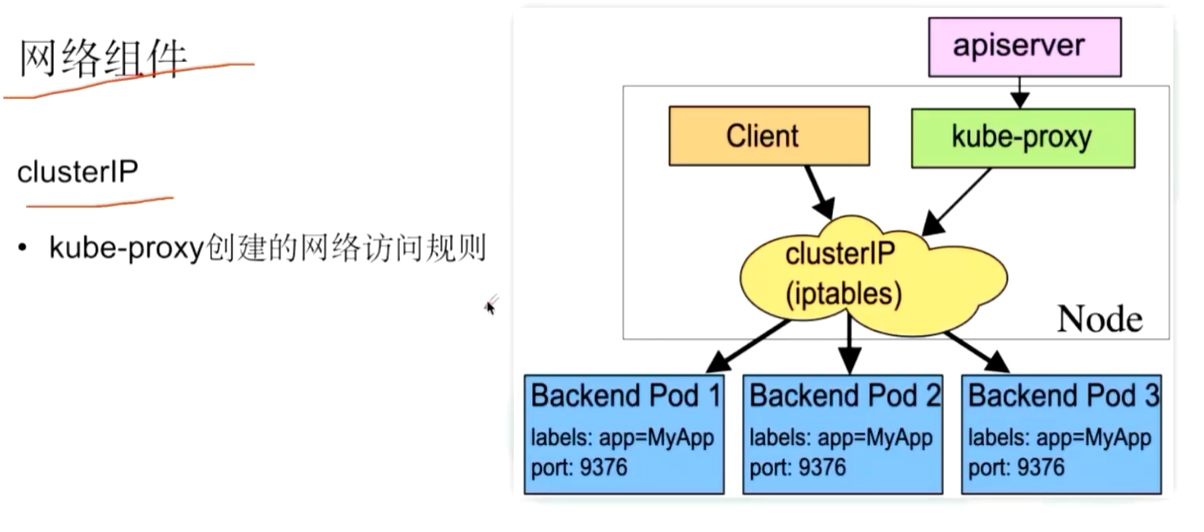 网络组件
clusterIP
• kube-proxy创建的网络访问规则
apiserver
Client
kube-proxy
clusterIP
(iptables)
Node
Backend Pod 1
labels: app=MyApp
port: 9376
Backend Pod 2
labels: app=MyApp
port: 9376
Backend Pod 3
labels: app=MyApp
port: 9376